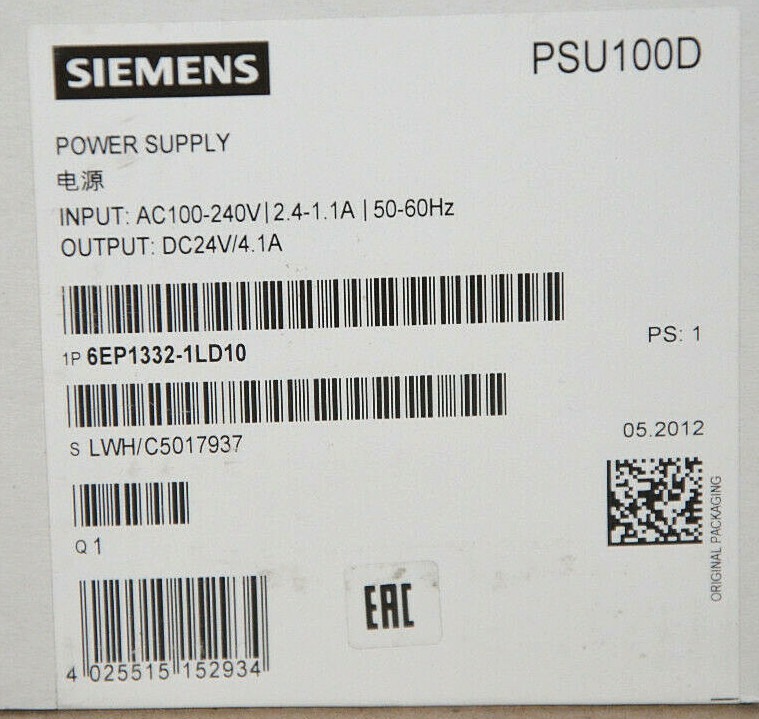 SIEMENS
PSU100D
POWER SUPPLY
电源
INPUT: AC100-240V|2.4-1.1A | 50-60Hz
OUTPUT: DC24V/4.1A
1P 6EP1332-1LD10
PS: 1
S LWH/C5017937
05.2012
Q 1
ORIGINAL PACKAGING
EAC
4 025515 152934